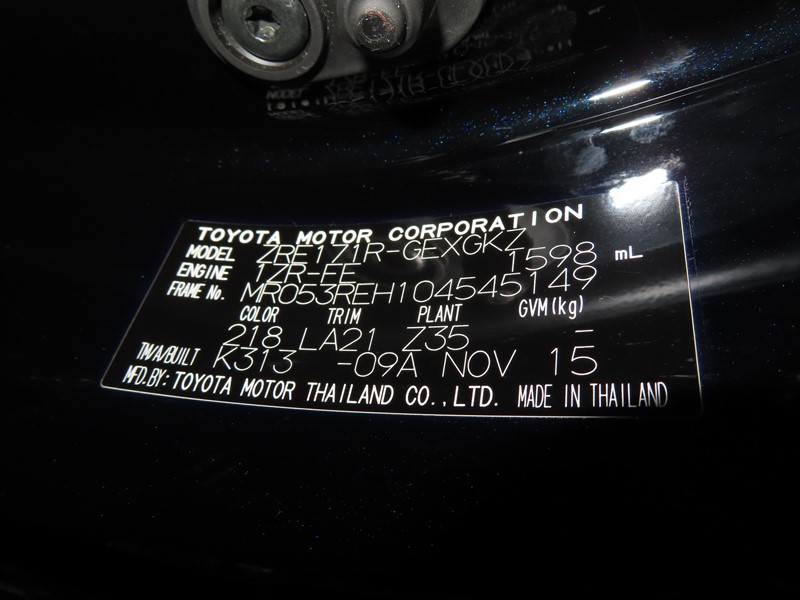 TOYOTA MOTOR CORPORATION
MODEL ZRE171R-GEXGKZ
ENGINE 1ZR-FE 1598 mL
FRAME No. MR053REH104545149
COLOR TRIM PLANT GVM(kg)
218 LA21 Z35 –
TM/A/BUILT K313 -09A NOV 15
MFD.BY: TOYOTA MOTOR THAILAND CO.,LTD. MADE IN THAILAND